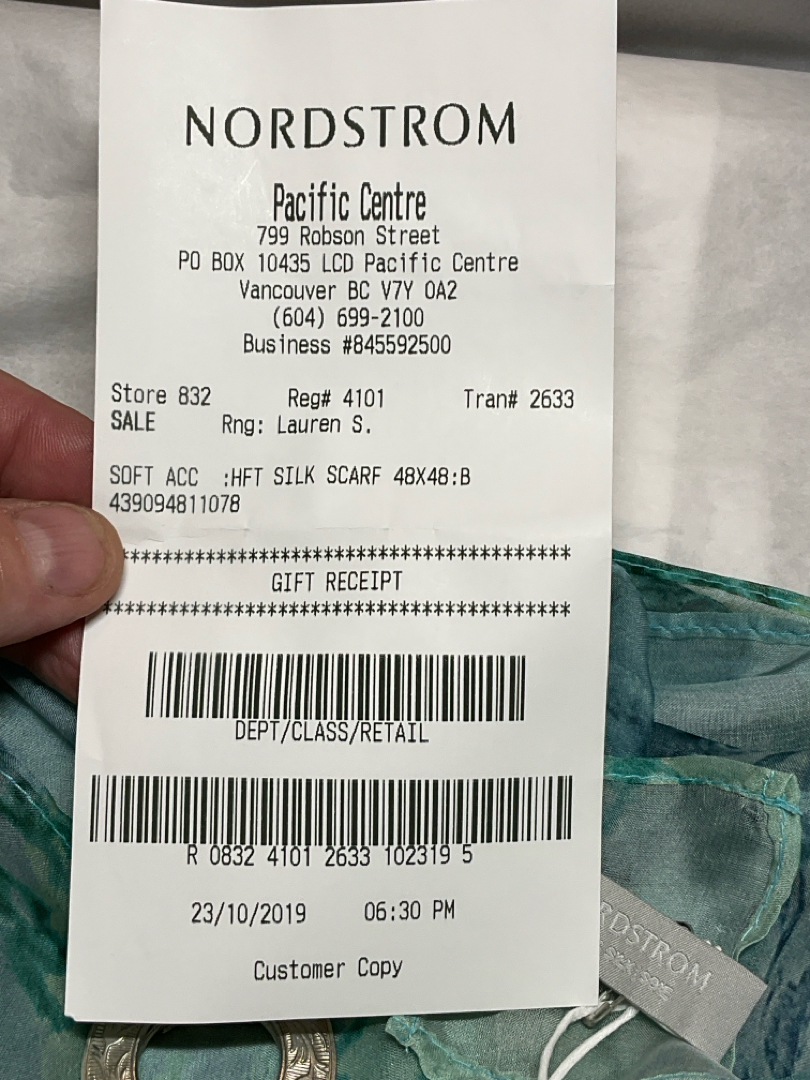 NORDSTROM
Pacific Centre
799 Robson Street
PO BOX 10435 LCD Pacific Centre
Vancouver BC V7Y 0A2
(604) 699-2100
Business #845592500
Store 832 Reg# 4101 Tran# 2633
SALE Rng: Lauren S.
SOFT ACC :HFT SILK SCARF 48X48:B
439094811078
******************************************
GIFT RECEIPT
******************************************
DEPT/CLASS/RETAIL
R 0832 4101 2633 102319 5
23/10/2019 06:30 PM
Customer Copy
RDSTROM